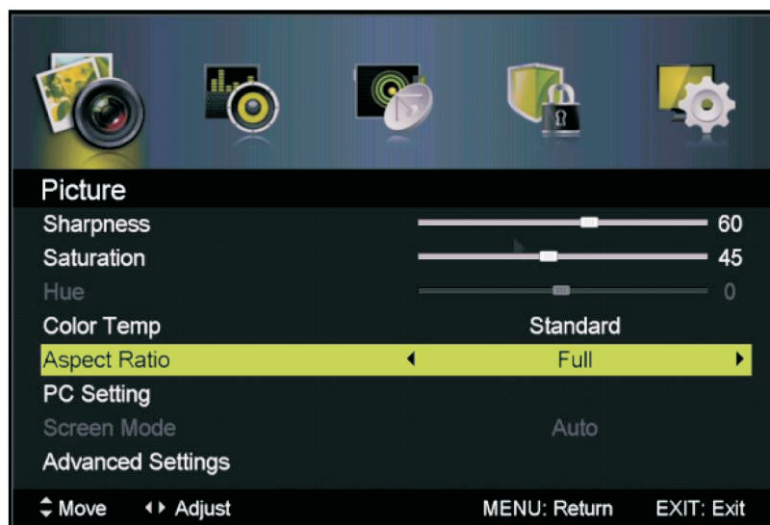 Picture
Sharpness 60
Saturation 45
Hue 0
Color Temp Standard
Aspect Ratio Full
PC Setting
Screen Mode Auto
Advanced Settings
Move Adjust MENU: Return EXIT: Exit